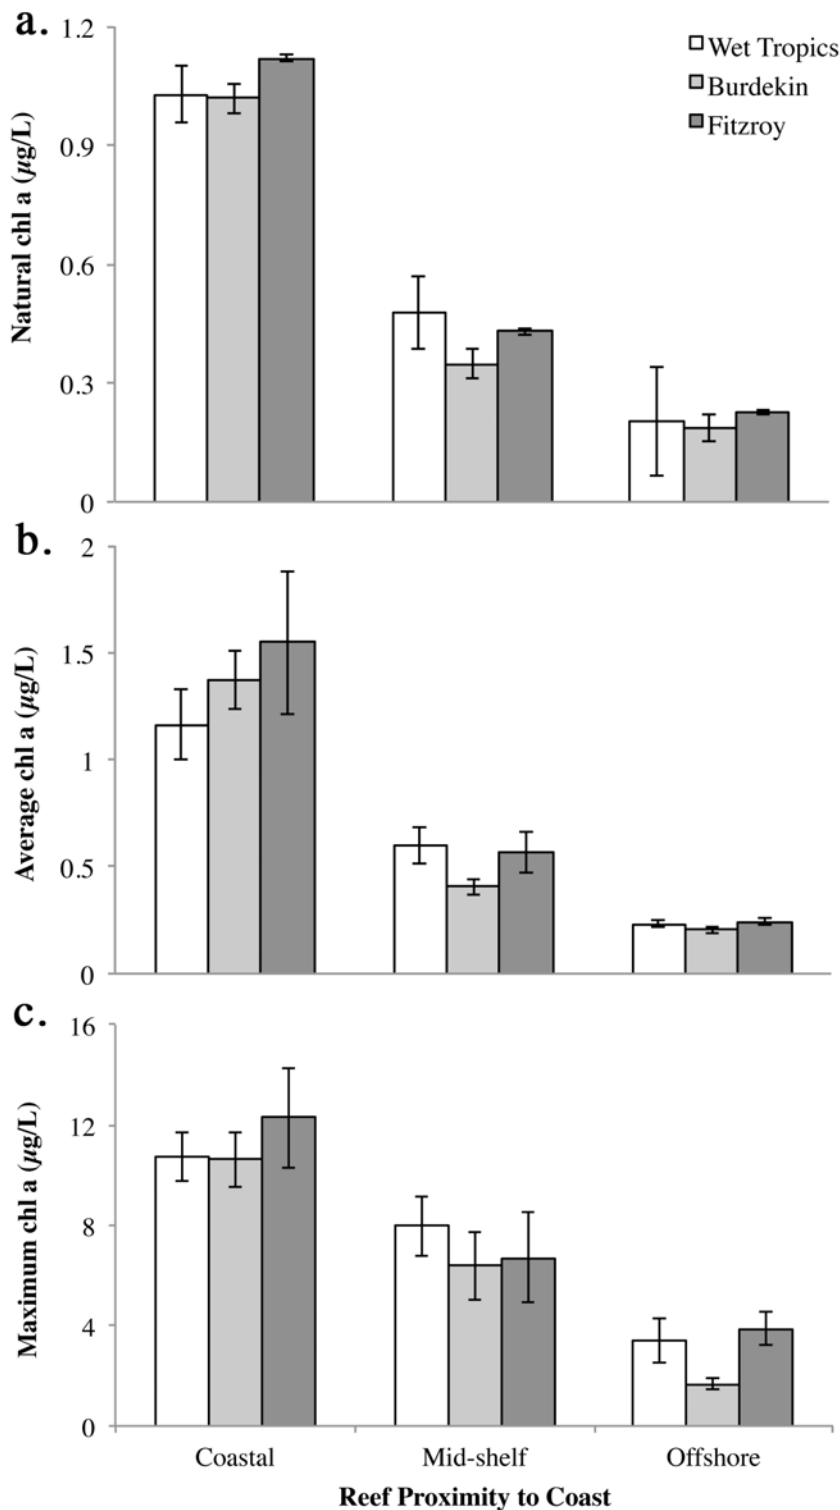 a.
1.2
0.9
0.6
0.3
0
Natural chl a (µg/L)
Wet Tropics
Burdekin
Fitzroy
b.
2
1.5
1
0.5
0
Average chl a (µg/L)
c.
16
12
8
4
0
Maximum chl a (µg/L)
Coastal Mid-shelf Offshore
Reef Proximity to Coast